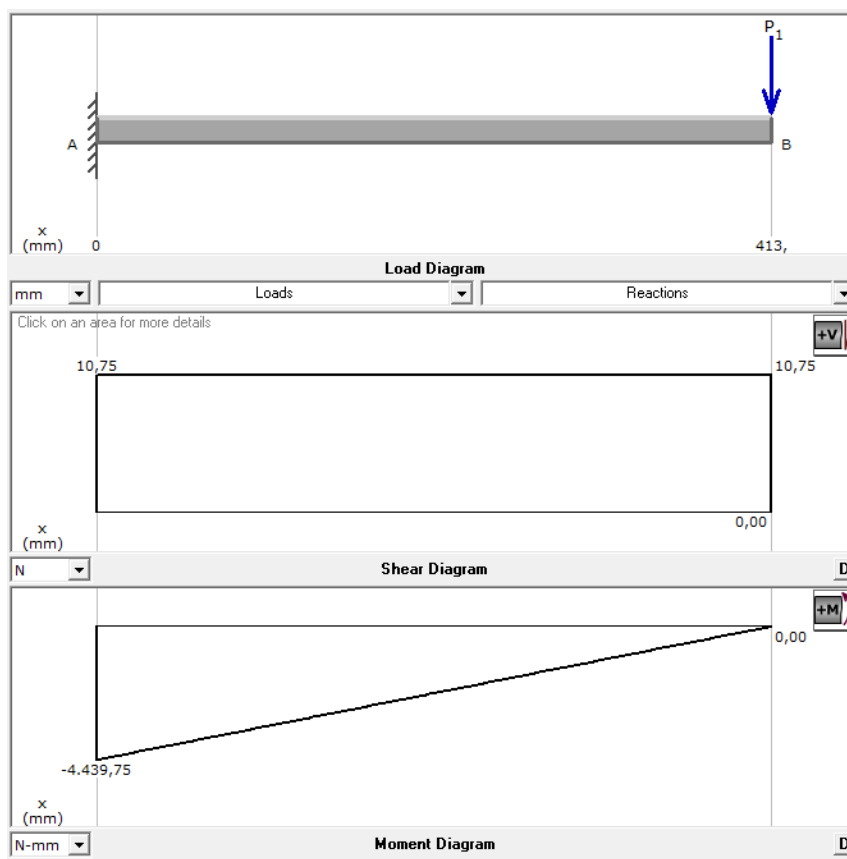 P1
A
B
x
(mm)
0
413,
Load Diagram
mm
Loads
Reactions
Click on an area for more details
+V
10,75
10,75
x
(mm)
0,00
N
Shear Diagram
D
+M
0,00
-4.439,75
x
(mm)
N-mm
Moment Diagram
D